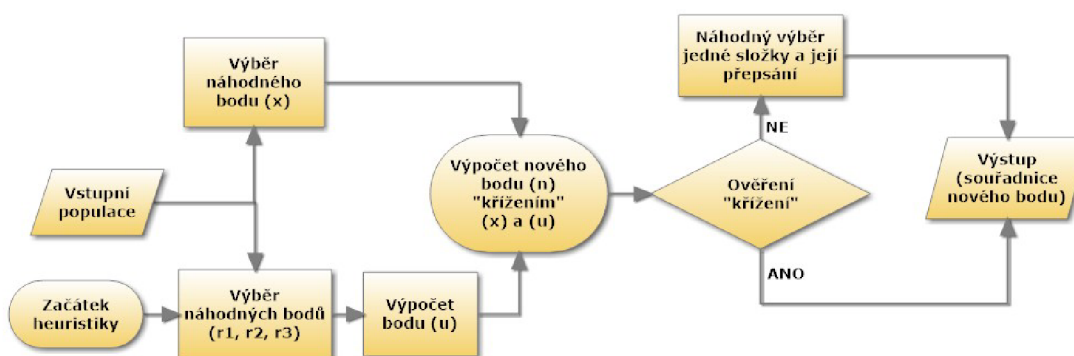 Výběr
náhodného
bodu (x)
Vstupní
populace
Začátek
heuristiky
Výběr
náhodných bodů
(r1, r2, r3)
Výpočet
bodu (u)
Výpočet nového
bodu (n)
"křížením"
(x) a (u)
Ověření
"křížení"
NE
Náhodný výběr
jedné složky a její
přepsání
ANO
Výstup
(souřadnice
nového bodu)